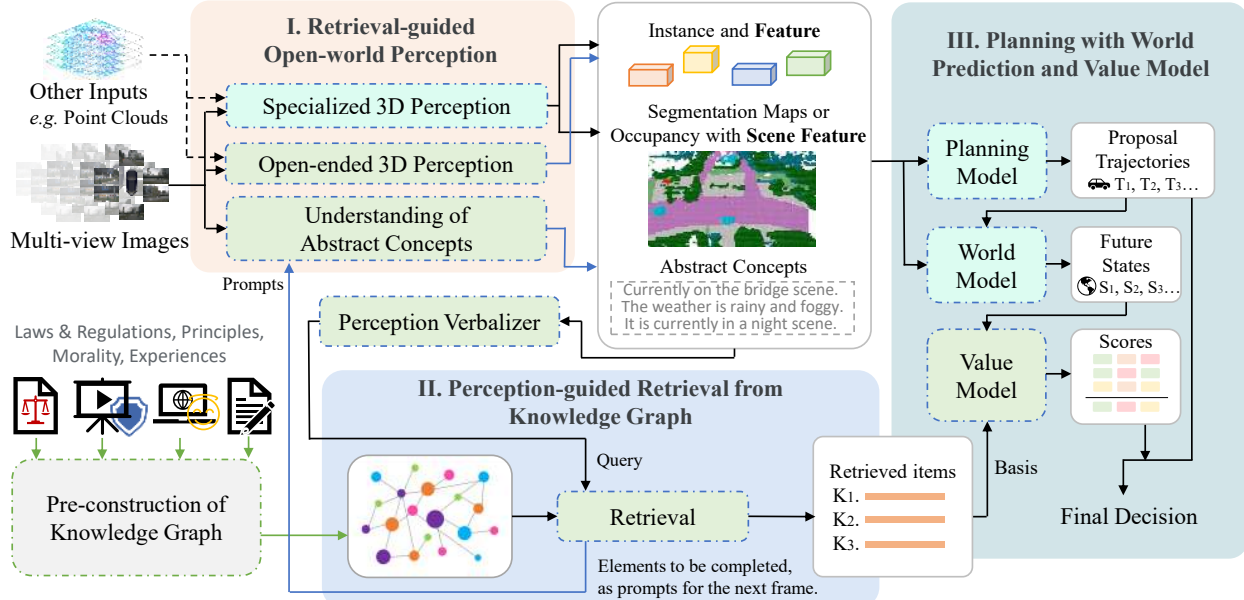 I. Retrieval-guided
Open-world Perception
Other Inputs
e.g. Point Clouds
Multi-view Images
Specialized 3D Perception
Open-ended 3D Perception
Understanding of
Abstract Concepts
Prompts
Instance and Feature
Segmentation Maps or
Occupancy with Scene Feature
Abstract Concepts
Currently on the bridge scene.
The weather is rainy and foggy.
It is currently in a night scene.
Perception Verbalizer
III. Planning with World
Prediction and Value Model
Planning
Model
Proposal
Trajectories
T1, T2, T3…
World
Model
Future
States
S1, S2, S3…
Value
Model
Scores
Basis
Final Decision
Laws & Regulations, Principles,
Morality, Experiences
Pre-construction of
Knowledge Graph
II. Perception-guided Retrieval from
Knowledge Graph
Query
Retrieval
Elements to be completed,
as prompts for the next frame.
Retrieved items
K1.
K2.
K3.